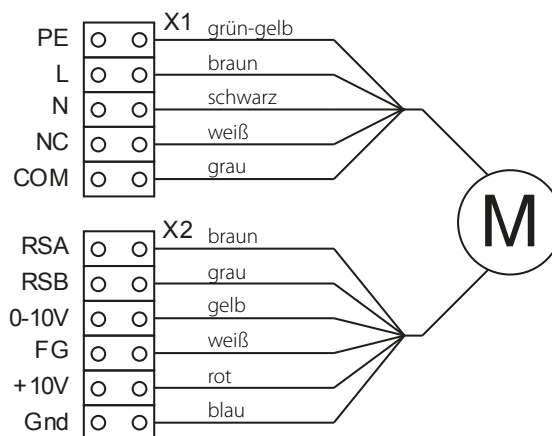 X1
PE grün-gelb
L braun
N schwarz
NC weiß
COM grau
M
X2
RSA braun
RSB grau
0-10V gelb
FG weiß
+10V rot
Gnd blau